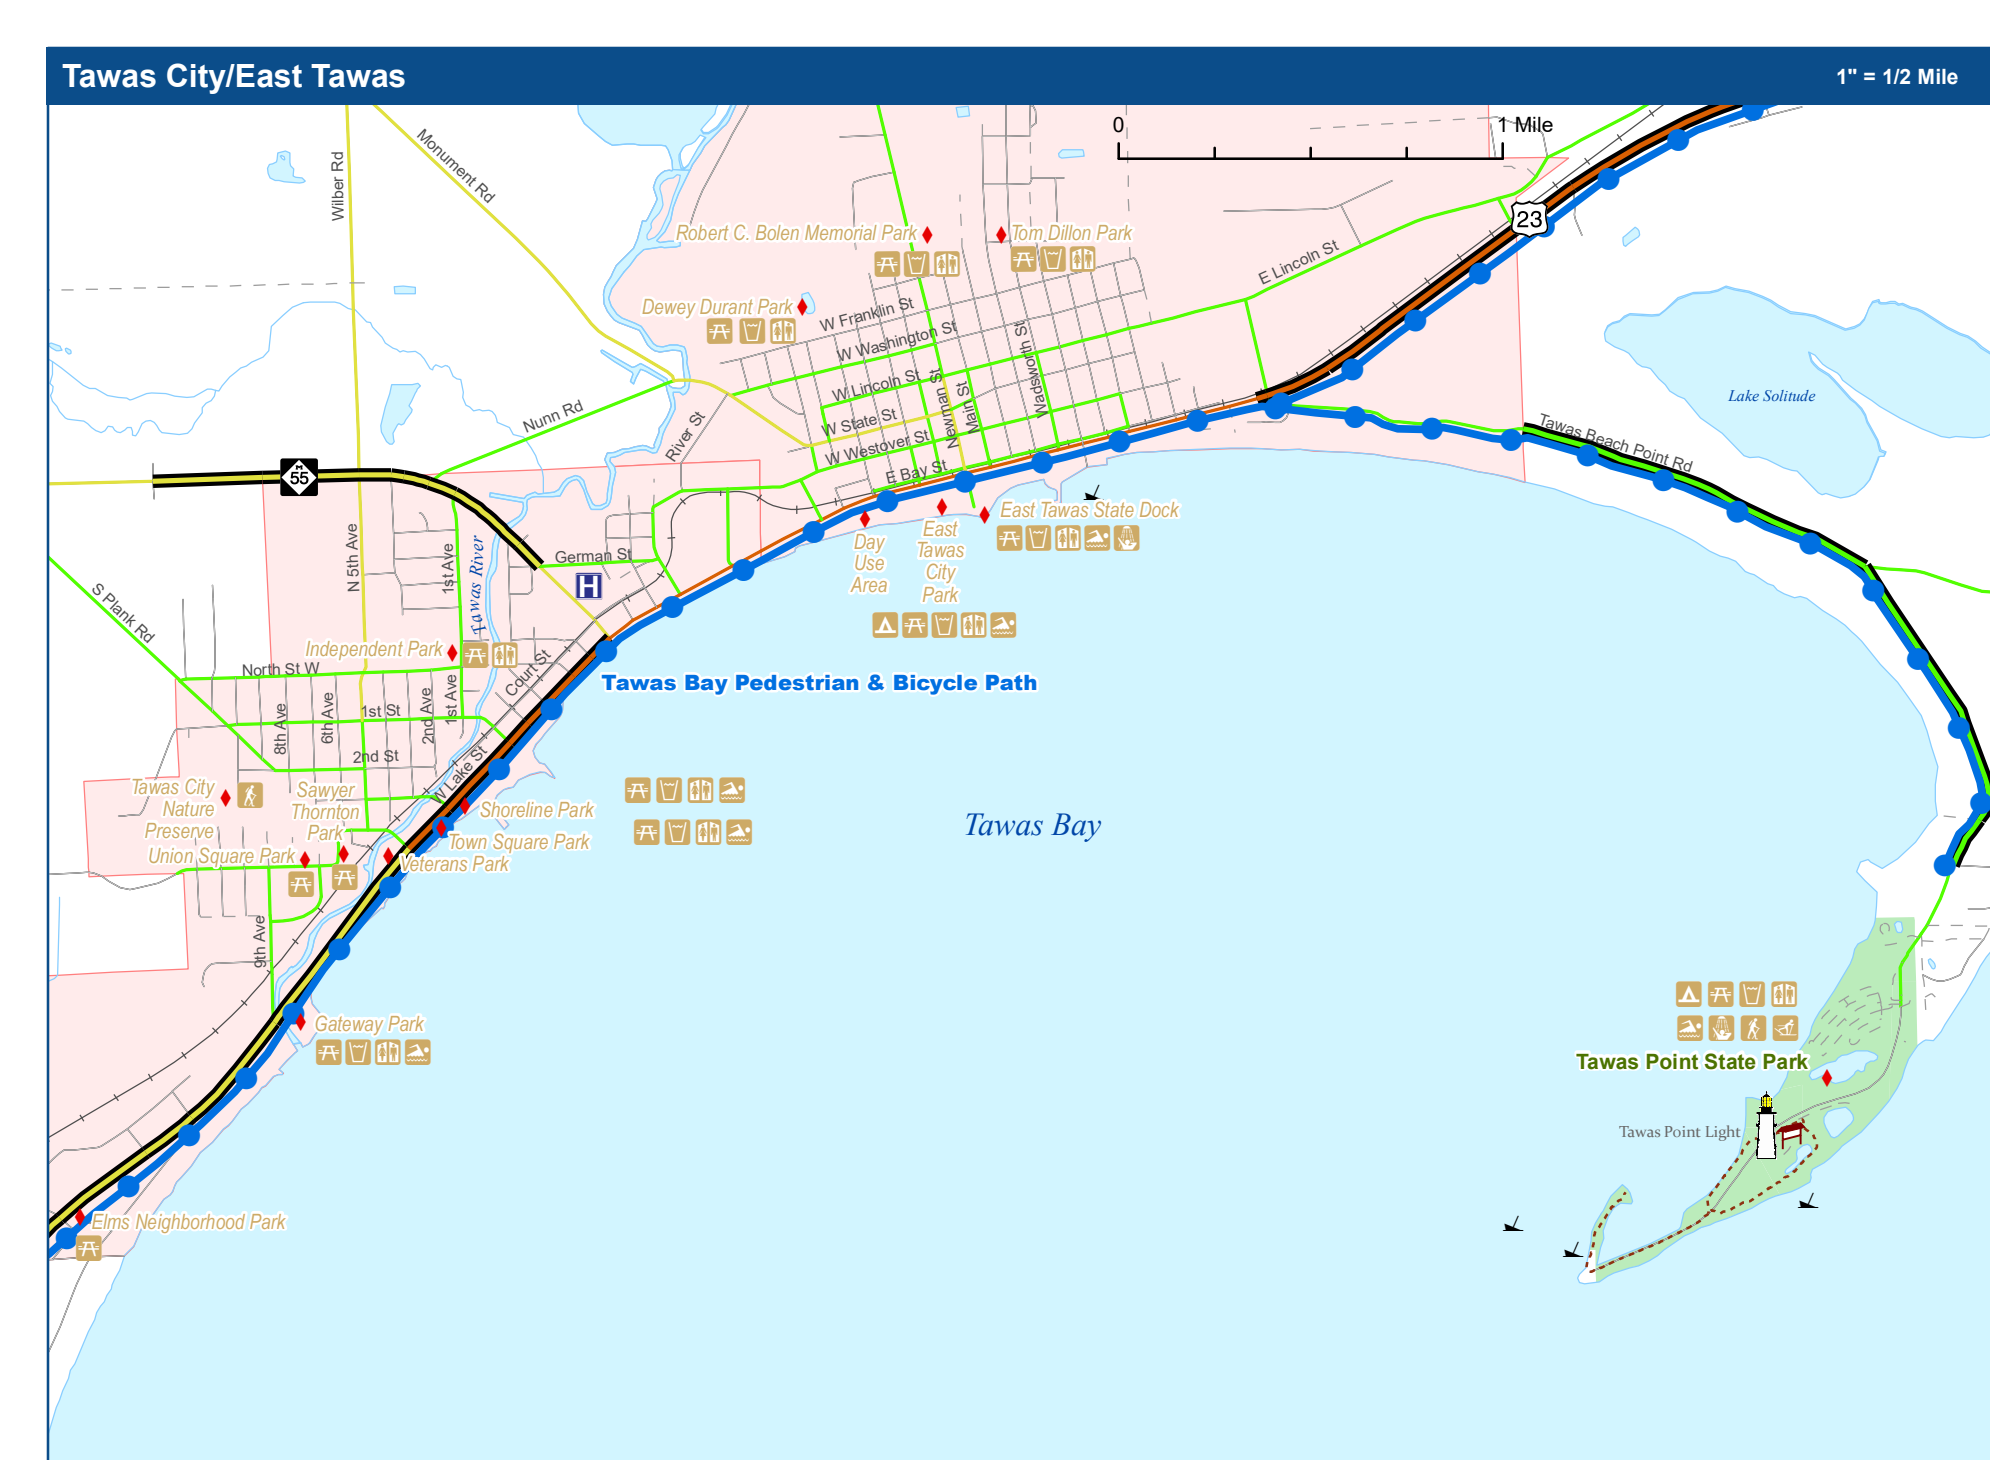 Tawas City/East Tawas
1" = 1/2 Mile
0
1 Mile
Wilber Rd
Monument Rd
Robert C. Bolen Memorial Park
Tom Dillon Park
23
E Lincoln St
Dewey Durant Park
W Franklin St
W Washington St
Wadsworth St
W Lincoln St
Newman St
Main St
Lake Solitude
Nunn Rd
River St
W State St
W Westover St
Tawas Beach Point Rd
E Bay St
M
55
East Tawas State Dock
Day
Use
Area
East
Tawas
City
Park
N 5th Ave
1st Ave
Tawas River
German St
H
S Plank Rd
Independent Park
North St W
Court St
Tawas Bay Pedestrian & Bicycle Path
8th Ave
6th Ave
1st St
2nd Ave
1st Ave
2nd St
W Lake St
Tawas City
Nature
Preserve
Sawyer
Thornton
Park
Shoreline Park
Tawas Bay
Town Square Park
Union Square Park
Veterans Park
9th Ave
Gateway Park
Tawas Point State Park
Tawas Point Light
Elms Neighborhood Park